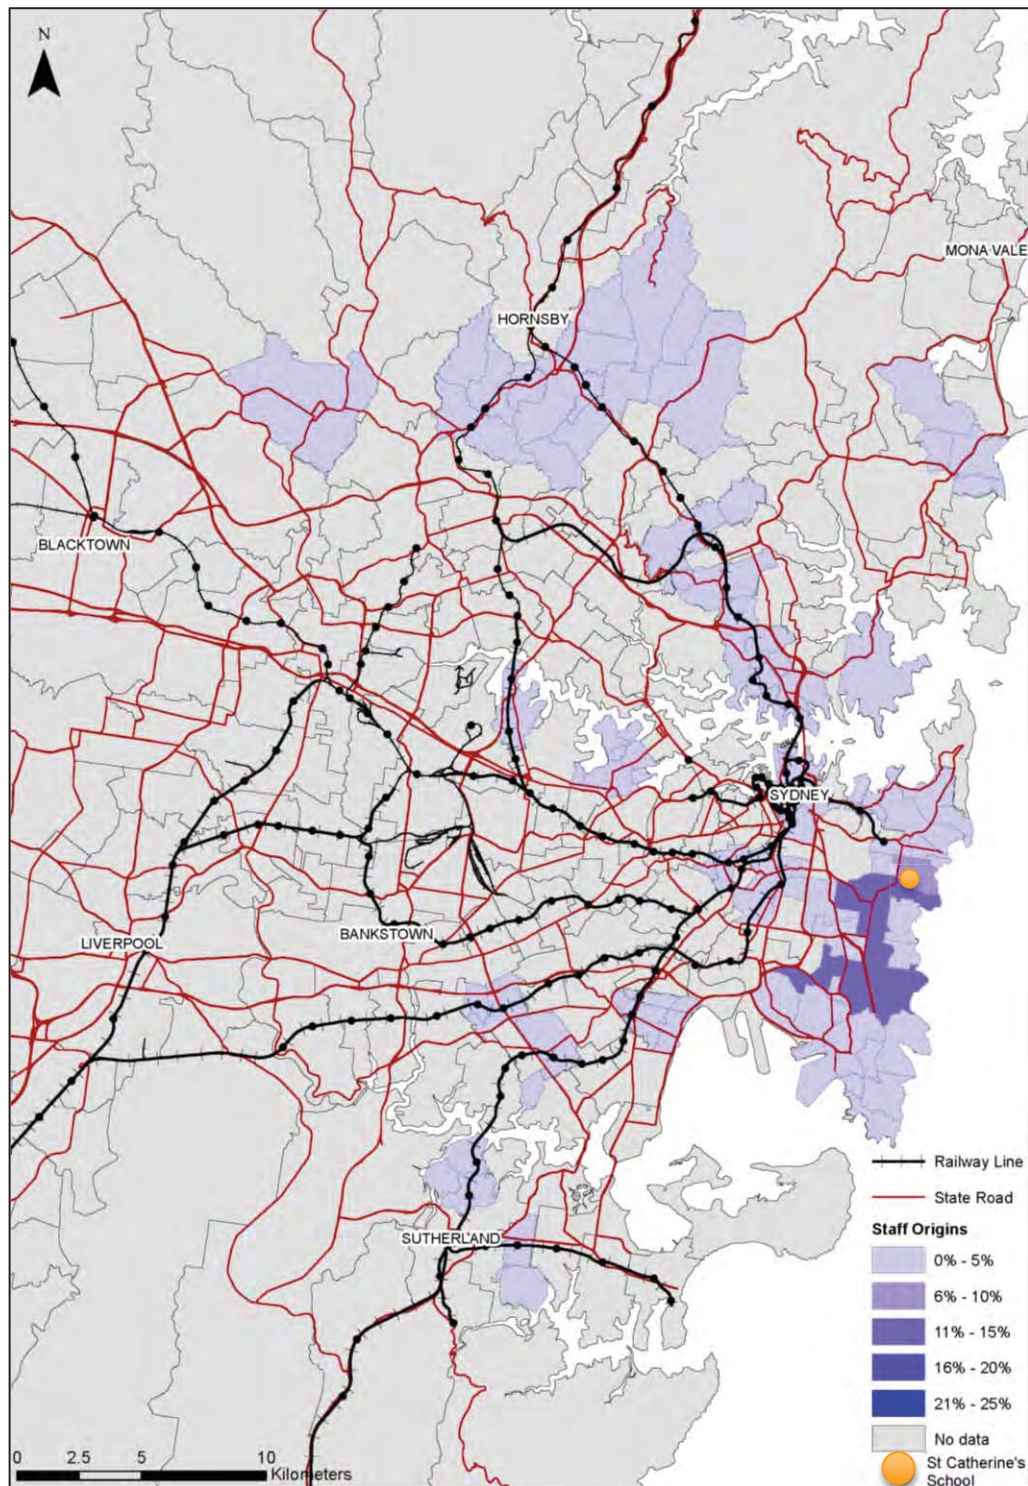 N
MONA VALE
HORNSBY
BLACKTOWN
SYDNEY
BANKSTOWN
LIVERPOOL
SUTHERLAND
Railway Line
State Road
Staff Origins
0% - 5%
6% - 10%
11% - 15%
16% - 20%
21% - 25%
No data
St Catherine's
School
0 2.5 5 10
Kilometers